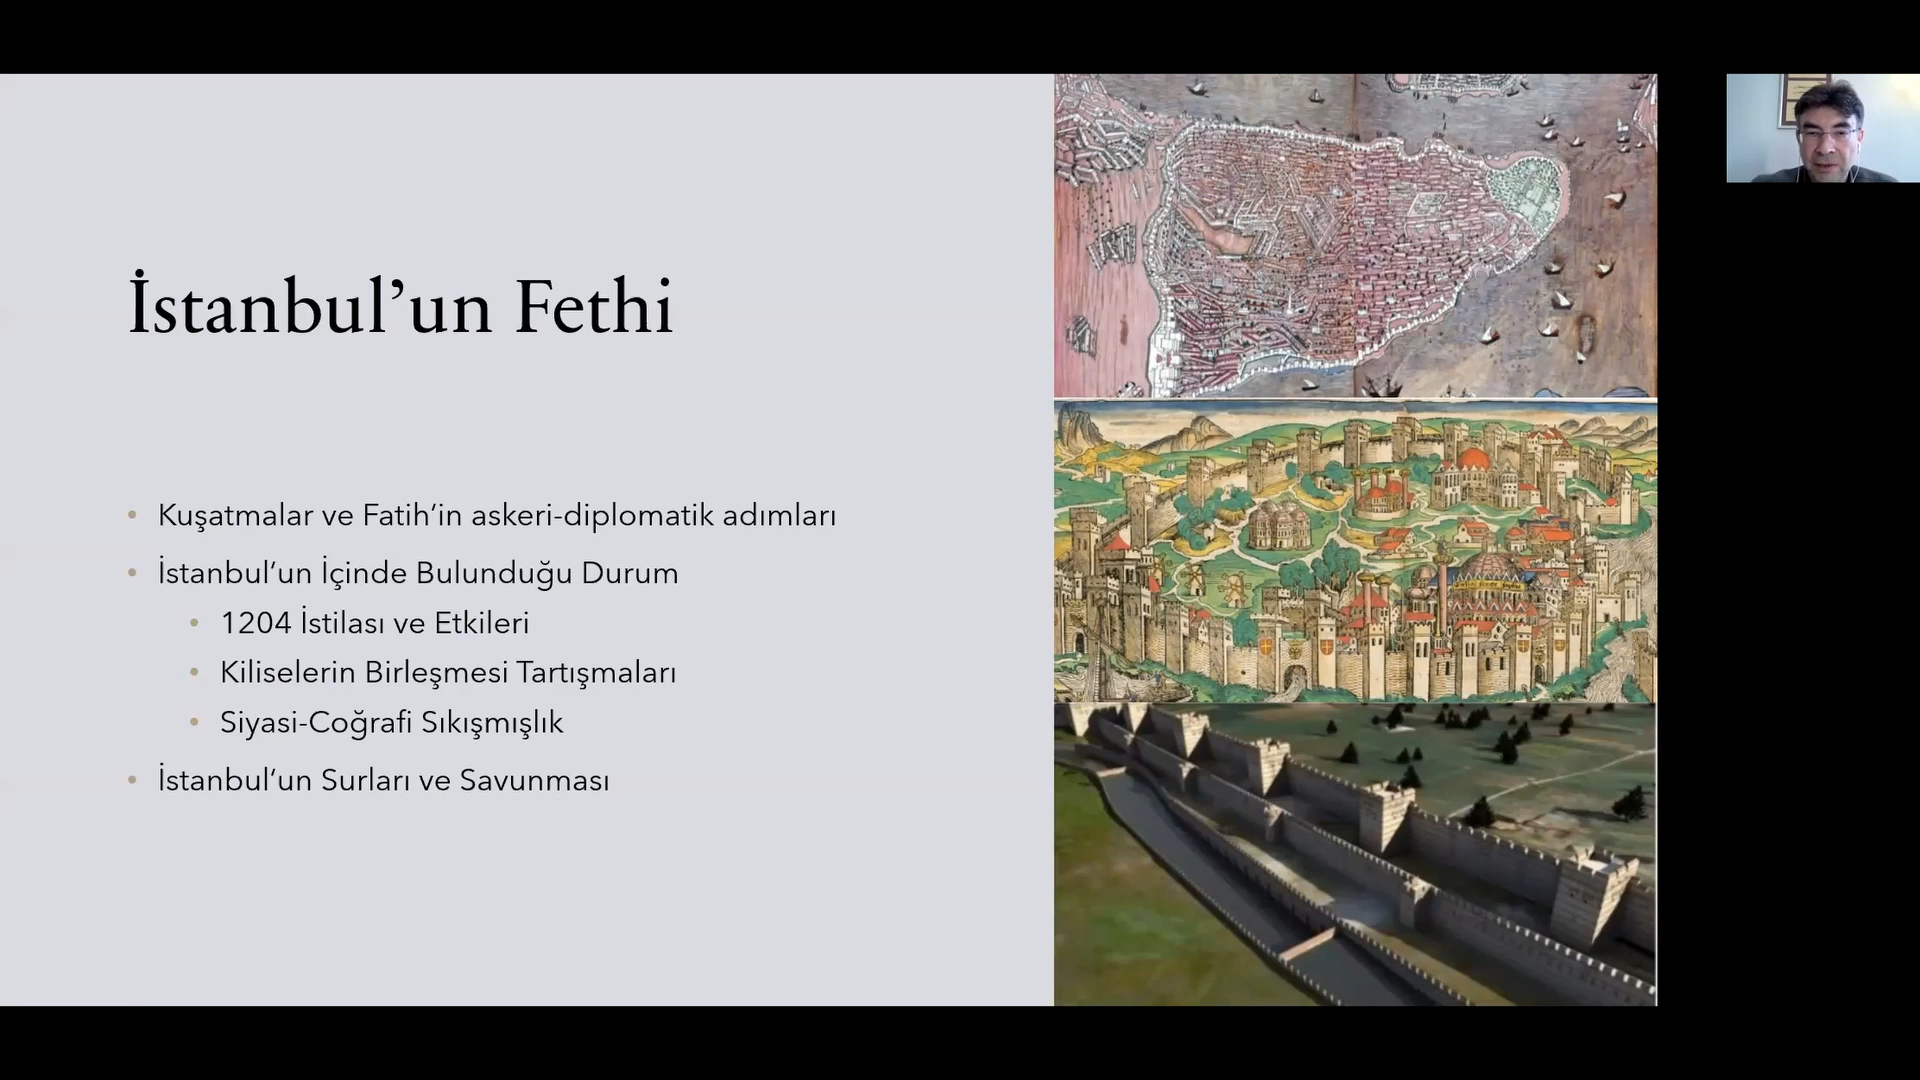 İstanbul’un Fethi
Kuşatmalar ve Fatih’in askeri-diplomatik adımları
İstanbul’un İçinde Bulunduğu Durum
1204 İstilası ve Etkileri
Kiliselerin Birleşmesi Tartışmaları
Siyasi-Coğrafi Sıkışmışlık
İstanbul’un Surları ve Savunması